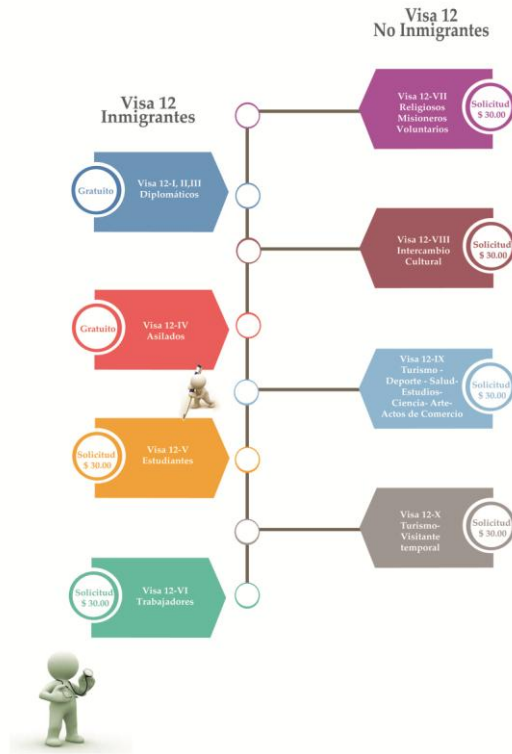 Visa 12
No Inmigrantes
Visa 12
Inmigrantes
Visa 12-VII
Religiosos
Misioneros
Voluntarios
Solicitud
$ 30.00
Gratuito
Visa 12-I, II,III
Diplomáticos
Visa 12-VIII
Intercambio
Cultural
Solicitud
$ 30.00
Gratuito
Visa 12-IV
Asilados
Visa 12-IX
Turismo -
Deporte - Salud-
Estudios-
Ciencia- Arte-
Actos de Comercio
Solicitud
$ 30.00
Solicitud
$ 30.00
Visa 12-V
Estudiantes
Visa 12-X
Turismo-
Visitante
temporal
Solicitud
$ 30.00
Solicitud
$ 30.00
Visa 12-VI
Trabajadores